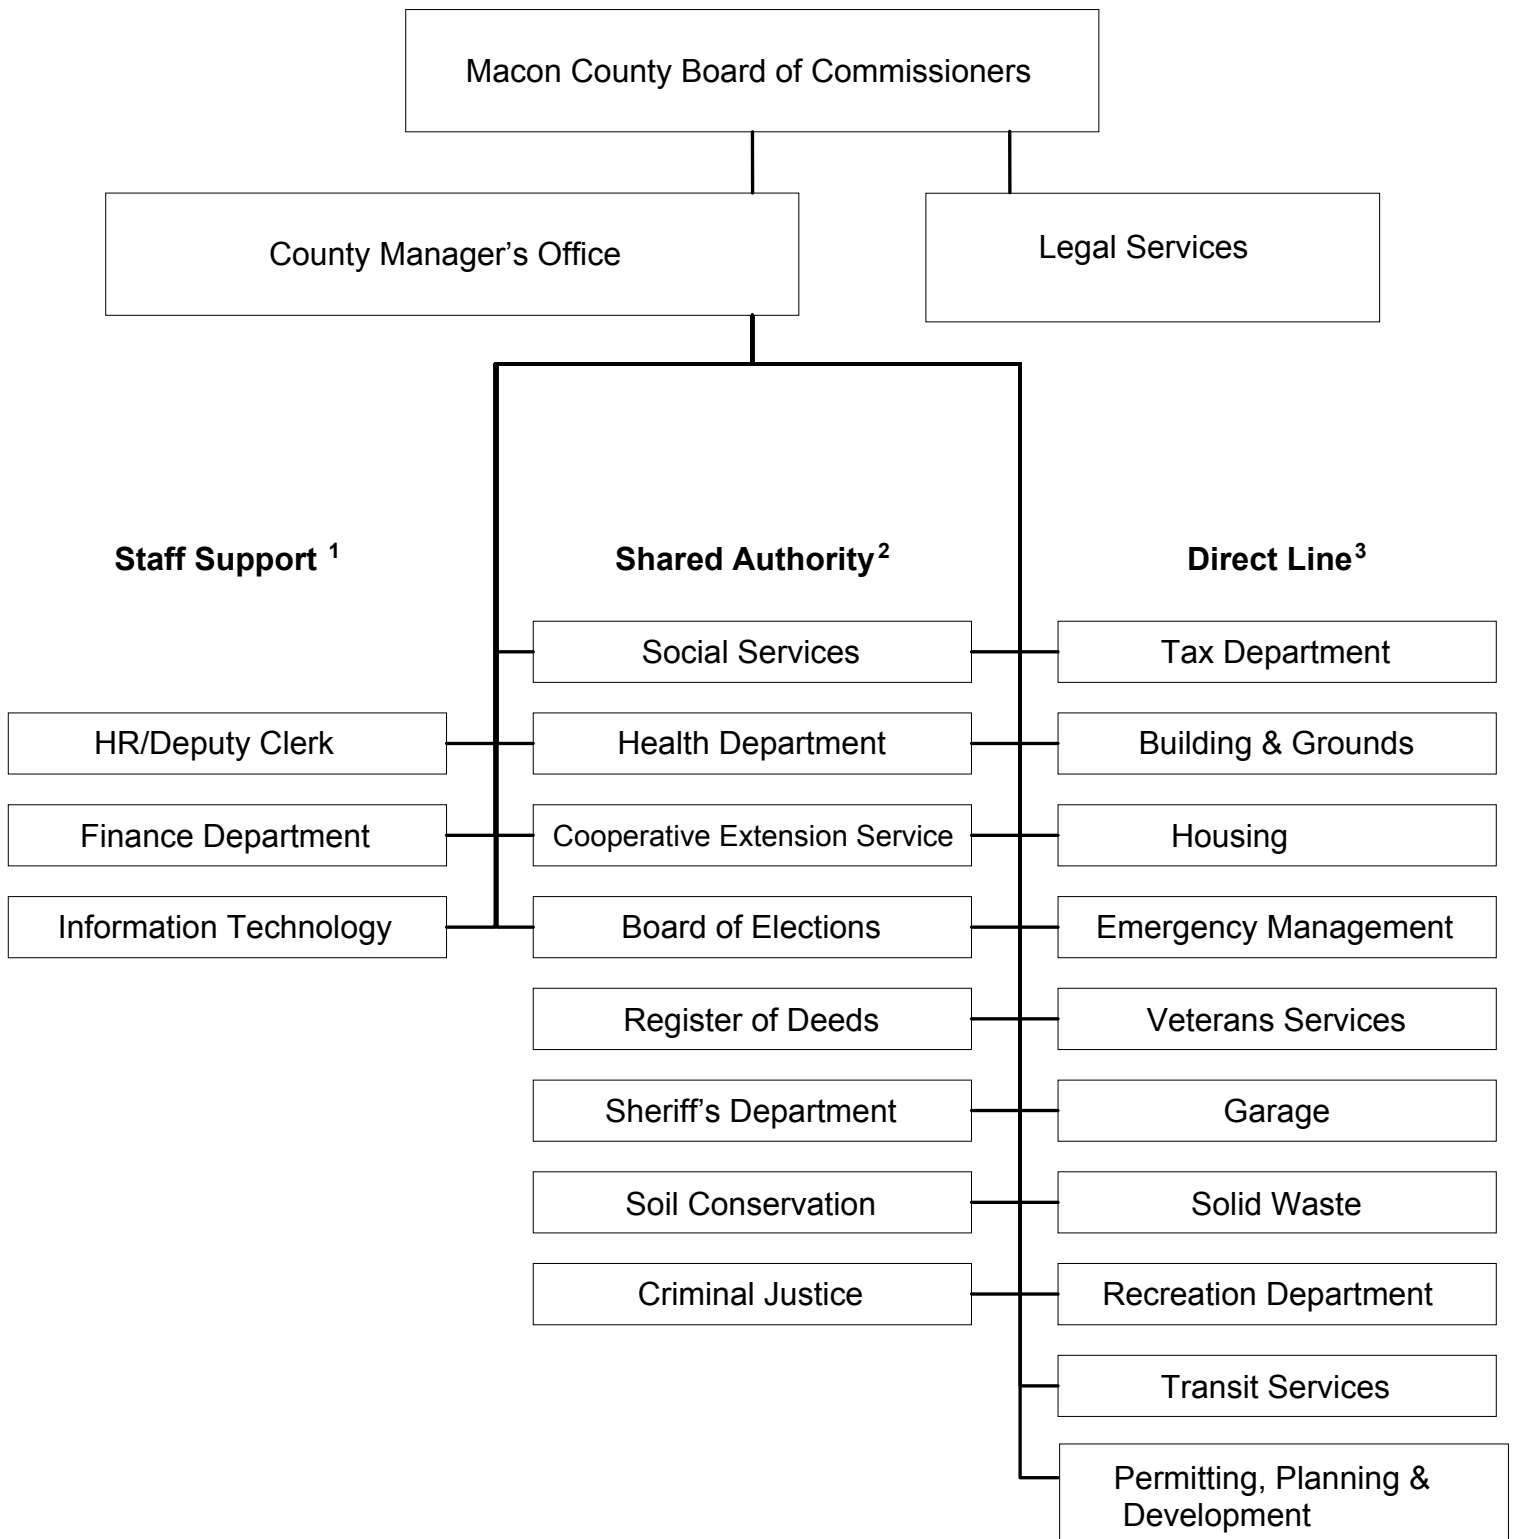 Macon County Board of Commissioners
County Manager’s Office
Legal Services
Staff Support 1
Shared Authority 2
Direct Line 3
Social Services
Tax Department
HR/Deputy Clerk
Health Department
Building & Grounds
Finance Department
Cooperative Extension Service
Housing
Information Technology
Board of Elections
Emergency Management
Register of Deeds
Veterans Services
Sheriff’s Department
Garage
Soil Conservation
Solid Waste
Criminal Justice
Recreation Department
Transit Services
Permitting, Planning &
Development